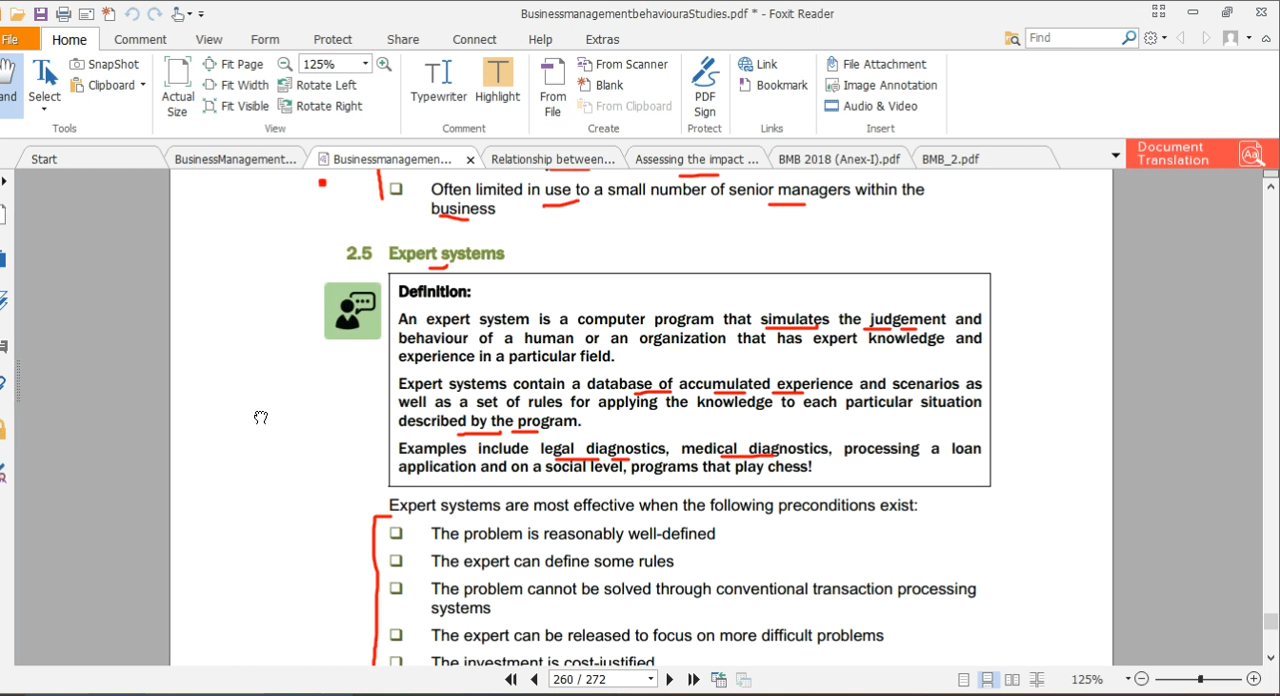 BusinessmanagementbehaviouraStudies.pdf * - Foxit Reader
File Home Comment View Form Protect Share Connect Help Extras Find
and Select SnapShot Clipboard Actual Size Fit Page Fit Width Fit Visible 125% Rotate Left Rotate Right Typewriter Highlight From File From Scanner Blank From Clipboard PDF Sign Link Bookmark File Attachment Image Annotation Audio & Video
Tools View Comment Create Protect Links Insert
Start BusinessManagement... Businessmanagemen... Relationship between... Assessing the impact ... BMB 2018 (Anex-I).pdf BMB_2.pdf Document Translation
Often limited in use to a small number of senior managers within the
business
2.5 Expert systems
Definition:
An expert system is a computer program that simulates the judgement and
behaviour of a human or an organization that has expert knowledge and
experience in a particular field.
Expert systems contain a database of accumulated experience and scenarios as
well as a set of rules for applying the knowledge to each particular situation
described by the program.
Examples include legal diagnostics, medical diagnostics, processing a loan
application and on a social level, programs that play chess!
Expert systems are most effective when the following preconditions exist:
The problem is reasonably well-defined
The expert can define some rules
The problem cannot be solved through conventional transaction processing
systems
The expert can be released to focus on more difficult problems
The investment is cost-justified
260 / 272 125%